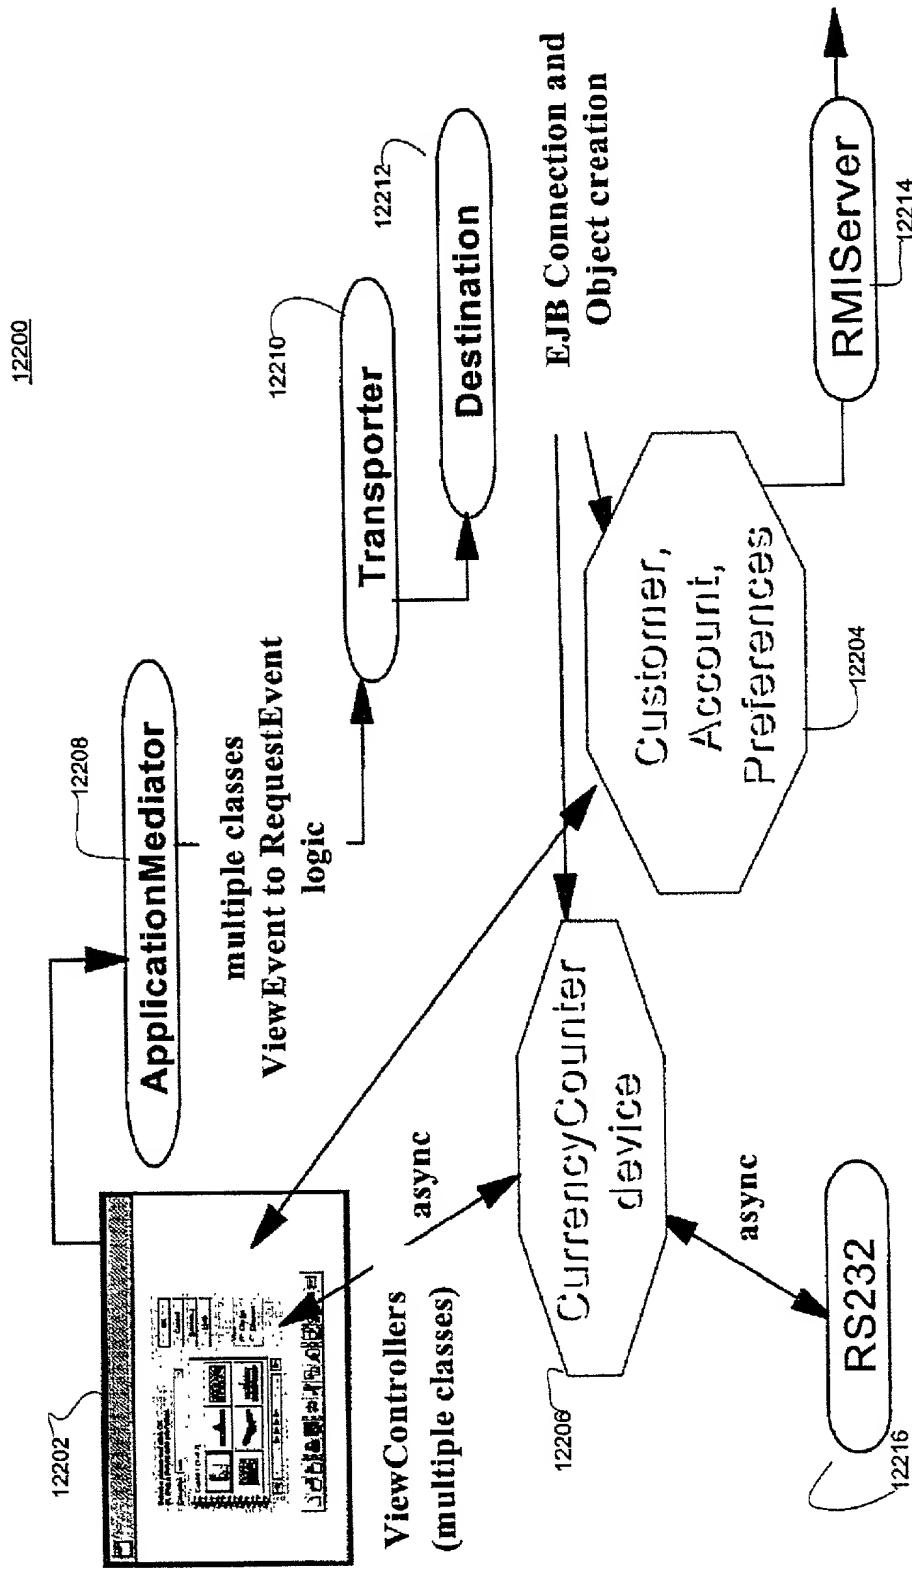 12200
12202
12208
ApplicationMediator
multiple classes
ViewEvent to RequestEvent
logic
12210
Transporter
12212
Destination
ViewControllers
(multiple classes)
async
EJB Connection and
Object creation
12206
CurrencyCounter
device
Customer,
Account,
Preferences
12204
async
RS232
12216
RMIServer
12214